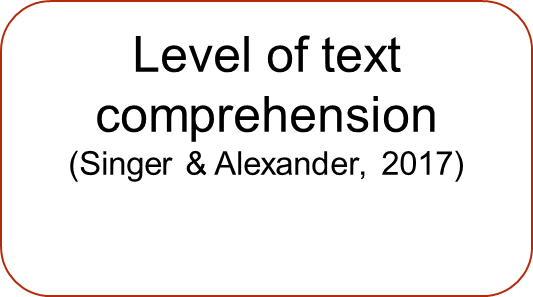 Level of text
comprehension
(Singer & Alexander, 2017)